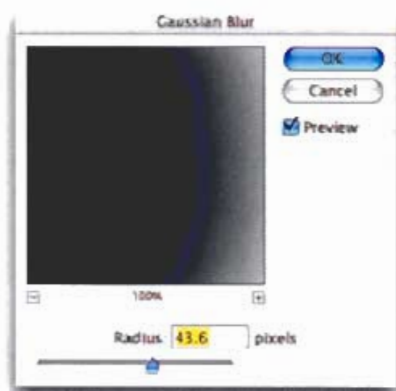 Gaussian Blur
OK
Cancel
Preview
100%
Radius 43.6 pixels